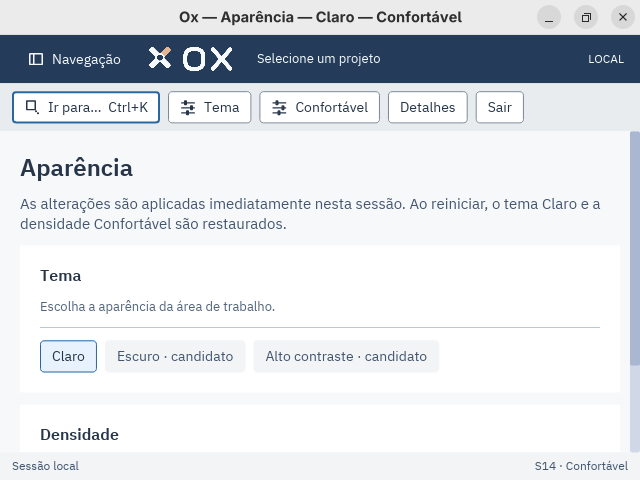 Ox — Aparência — Claro — Confortável
Navegação OX Selecione um projeto LOCAL
Ir para... Ctrl+K Tema Confortável Detalhes Sair
Aparência
As alterações são aplicadas imediatamente nesta sessão. Ao reiniciar, o tema Claro e a
densidade Confortável são restaurados.
Tema
Escolha a aparência da área de trabalho.
Claro Escuro · candidato Alto contraste · candidato
Densidade
Sessão local S14 · Confortável